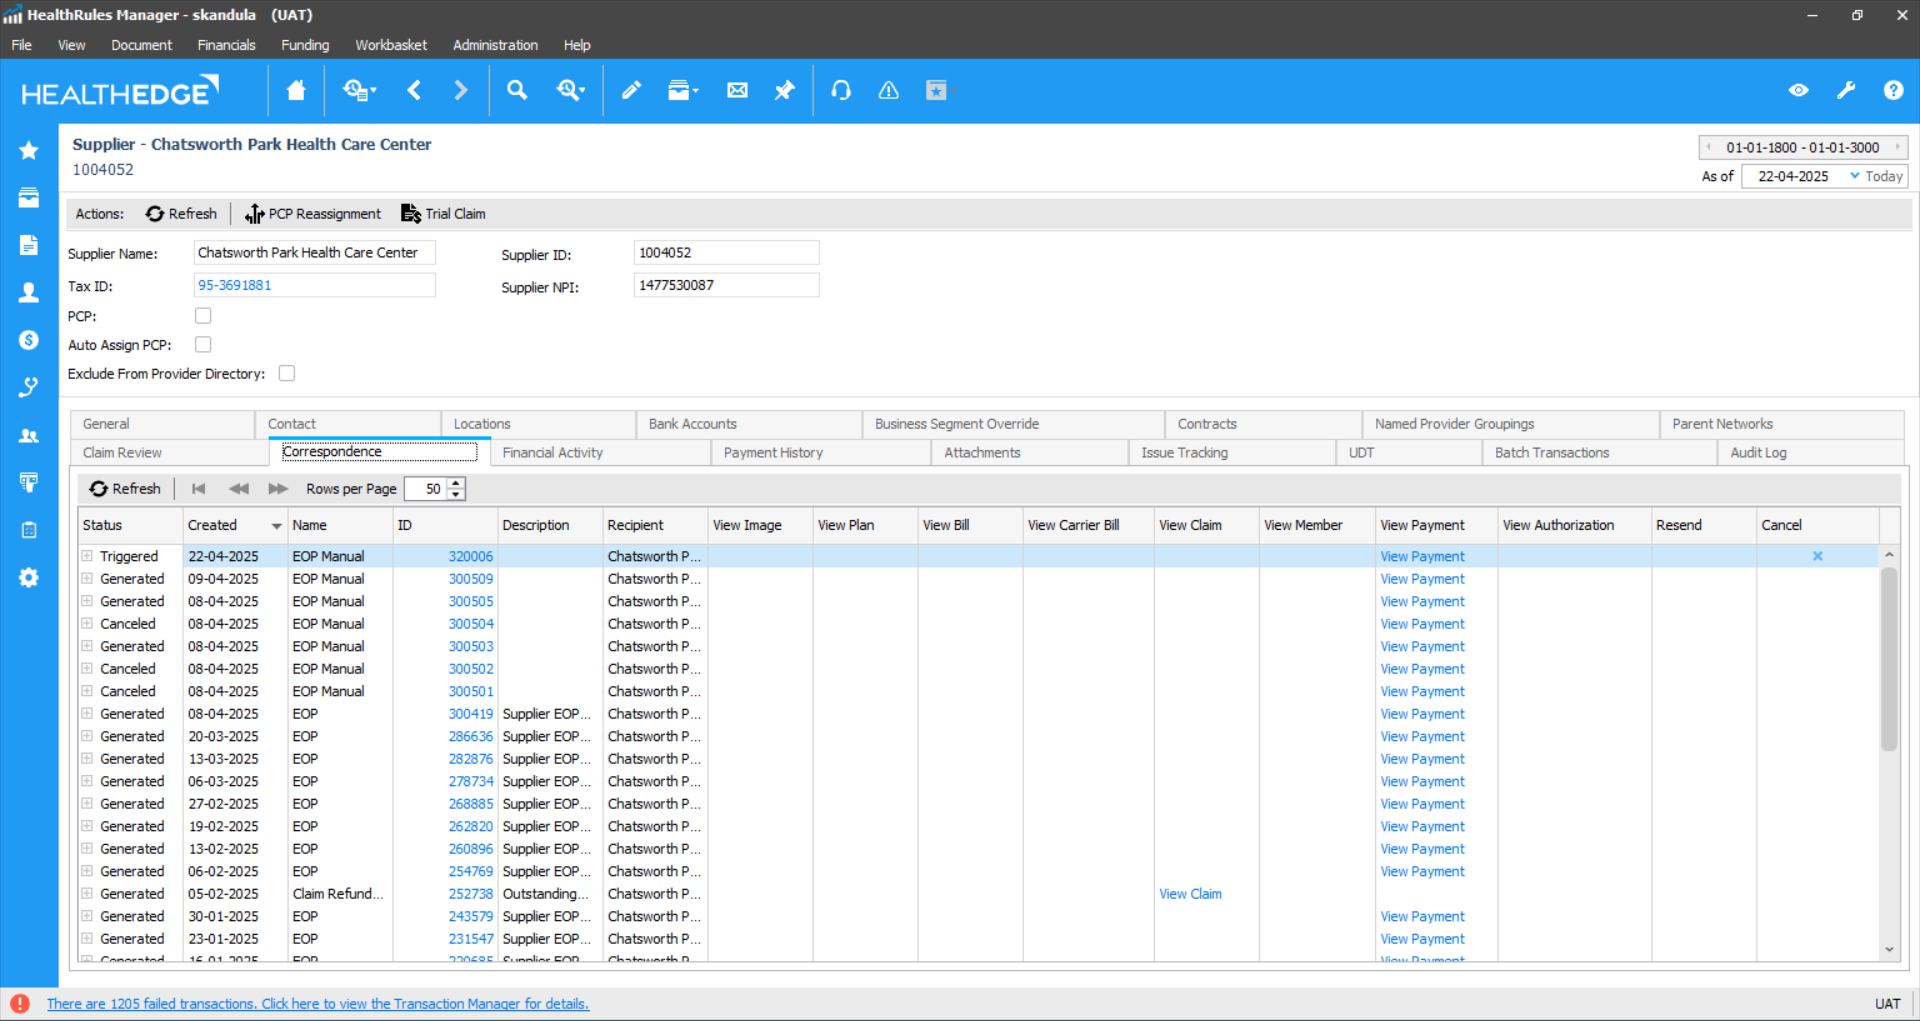 HealthRules Manager - skandula (UAT)
File View Document Financials Funding Workbasket Administration Help
HEALTHEDGE
Supplier - Chatsworth Park Health Care Center
1004052
01-01-1800 - 01-01-3000
As of 22-04-2025 Today
Actions: Refresh PCP Reassignment Trial Claim
Supplier Name: Chatsworth Park Health Care Center Supplier ID: 1004052
Tax ID: 95-3691881 Supplier NPI: 1477530087
PCP:
Auto Assign PCP:
Exclude From Provider Directory:
General Contact Locations Bank Accounts Business Segment Override Contracts Named Provider Groupings Parent Networks
Claim Review Correspondence Financial Activity Payment History Attachments Issue Tracking UDT Batch Transactions Audit Log
Refresh Rows per Page 50
Status Created Name ID Description Recipient View Image View Plan View Bill View Carrier Bill View Claim View Member View Payment View Authorization Resend Cancel
Triggered 22-04-2025 EOP Manual 320006 Chatsworth P... View Payment
Generated 09-04-2025 EOP Manual 300509 Chatsworth P... View Payment
Generated 08-04-2025 EOP Manual 300505 Chatsworth P... View Payment
Canceled 08-04-2025 EOP Manual 300504 Chatsworth P... View Payment
Generated 08-04-2025 EOP Manual 300503 Chatsworth P... View Payment
Canceled 08-04-2025 EOP Manual 300502 Chatsworth P... View Payment
Canceled 08-04-2025 EOP Manual 300501 Chatsworth P... View Payment
Generated 08-04-2025 EOP 300419 Supplier EOP... Chatsworth P... View Payment
Generated 20-03-2025 EOP 286636 Supplier EOP... Chatsworth P... View Payment
Generated 13-03-2025 EOP 282876 Supplier EOP... Chatsworth P... View Payment
Generated 06-03-2025 EOP 278734 Supplier EOP... Chatsworth P... View Payment
Generated 27-02-2025 EOP 268885 Supplier EOP... Chatsworth P... View Payment
Generated 19-02-2025 EOP 262820 Supplier EOP... Chatsworth P... View Payment
Generated 13-02-2025 EOP 260896 Supplier EOP... Chatsworth P... View Payment
Generated 06-02-2025 EOP 254769 Supplier EOP... Chatsworth P... View Payment
Generated 05-02-2025 Claim Refund... 252738 Outstanding... Chatsworth P... View Claim
Generated 30-01-2025 EOP 243579 Supplier EOP... Chatsworth P... View Payment
Generated 23-01-2025 EOP 231547 Supplier EOP... Chatsworth P... View Payment
Generated 16-01-2025 EOP Supplier EOP... Chatsworth P... View Payment
There are 1205 failed transactions. Click here to view the Transaction Manager for details. UAT